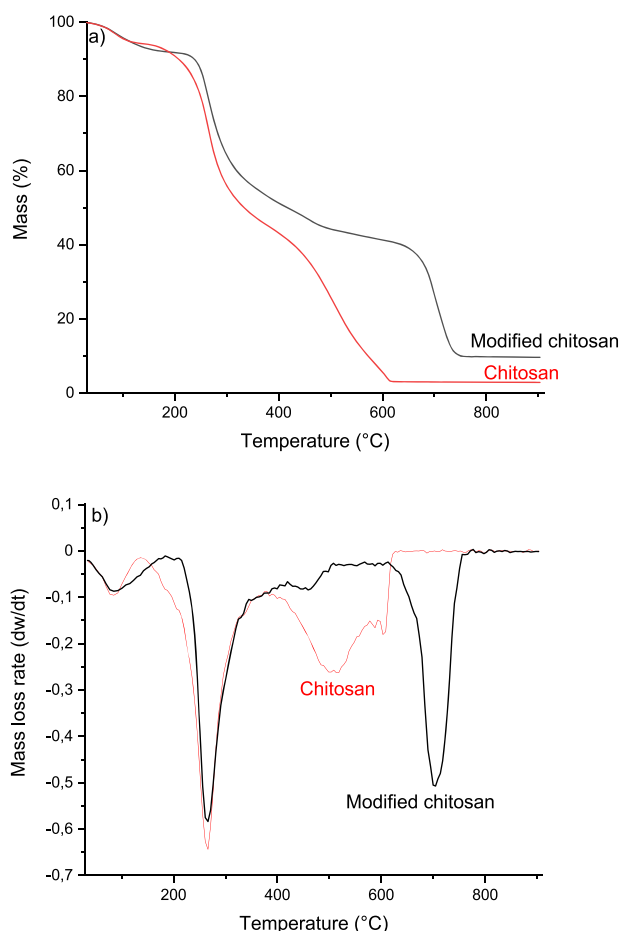 a)
100
80
60
40
20
0
Mass (%)
Modified chitosan
Chitosan
200
400
600
800
Temperature (°C)
b)
0,1
0
-0,1
-0,2
-0,3
-0,4
-0,5
-0,6
-0,7
Mass loss rate (dw/dt)
Chitosan
Modified chitosan
200
400
600
800
Temperature (°C)